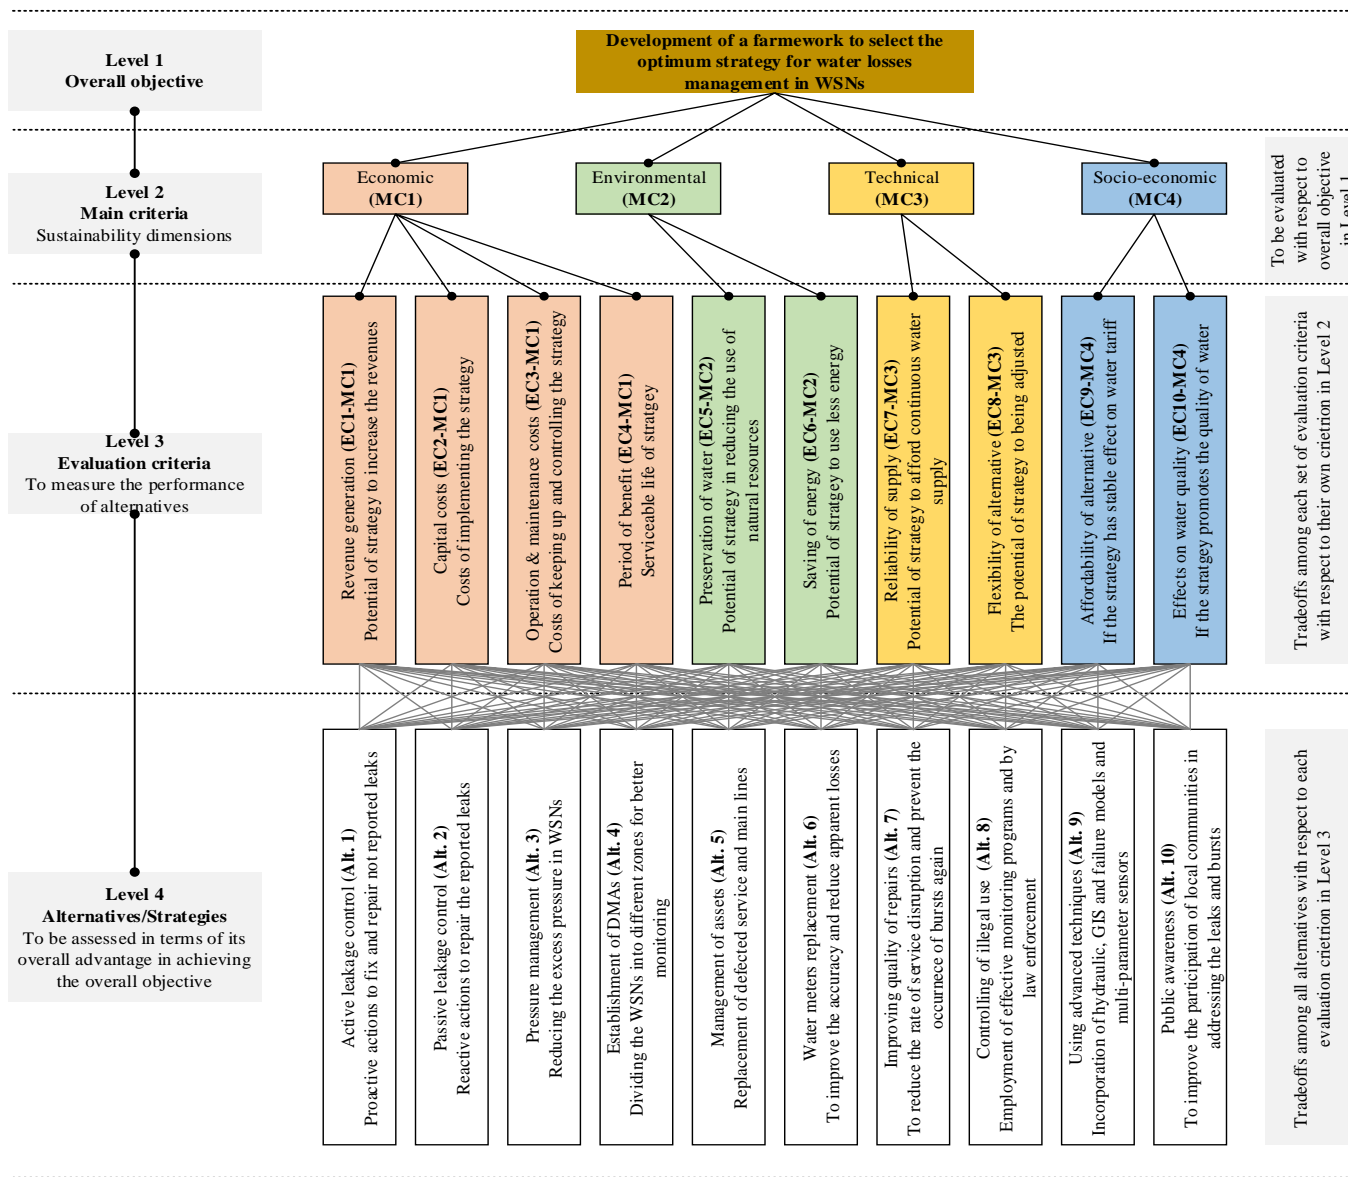 Level 1
Overall objective
Development of a farmework to select the
optimum strategy for water losses
management in WSNs
Level 2
Main criteria
Sustainability dimensions
Economic
(MC1)
Environmental
(MC2)
Technical
(MC3)
Socio-economic
(MC4)
To be evaluated
with respect to
overall objective
in Level 1
Level 3
Evaluation criteria
To measure the performance
of alternatives
Revenue generation (EC1-MC1)
Potential of strategy to increase the revenues
Capital costs (EC2-MC1)
Costs of implementing the strategy
Operation & maintenance costs (EC3-MC1)
Costs of keeping up and controlling the strategy
Period of benefit (EC4-MC1)
Serviceable life of stratgey
Preservation of water (EC5-MC2)
Potential of strategy in reducing the use of
natural resources
Saving of energy (EC6-MC2)
Potential of stratgey to use less energy
Reliability of supply (EC7-MC3)
Potential of strategy to afford continuous water
supply
Flexibility of alternative (EC8-MC3)
The potential of strategy to being adjusted
Affordability of alternative (EC9-MC4)
If the strategy has stable effect on water tariff
Effects on water quality (EC10-MC4)
If the stratgey promotes the quality of water
Tradeoffs among each set of evaluation criteria
with respect to their own crietrion in Level 2
Level 4
Alternatives/Strategies
To be assessed in terms of its
overall advantage in achieving
the overall objective
Active leakage control (Alt. 1)
Proactive actions to fix and repair not reported leaks
Passive leakage control (Alt. 2)
Reactive actions to repair the reported leaks
Pressure management (Alt. 3)
Reducing the excess pressure in WSNs
Establishment of DMAs (Alt. 4)
Dividing the WSNs into different zones for better
monitoring
Management of assets (Alt. 5)
Replacement of defected service and main lines
Water meters replacement (Alt. 6)
To improve the accuracy and reduce apparent losses
Improving quality of repairs (Alt. 7)
To reduce the rate of service disruption and prevent the
occurnece of bursts again
Controlling of illegal use (Alt. 8)
Employment of effective monitoring programs and by
law enforcement
Using advanced techniques (Alt. 9)
Incorporation of hydraulic, GIS and failure models and
multi-parameter sensors
Public awareness (Alt. 10)
To improve the participation of local communities in
addressing the leaks and bursts
Tradeoffs among all alternatives with respect to each
evaluation crietrion in Level 3